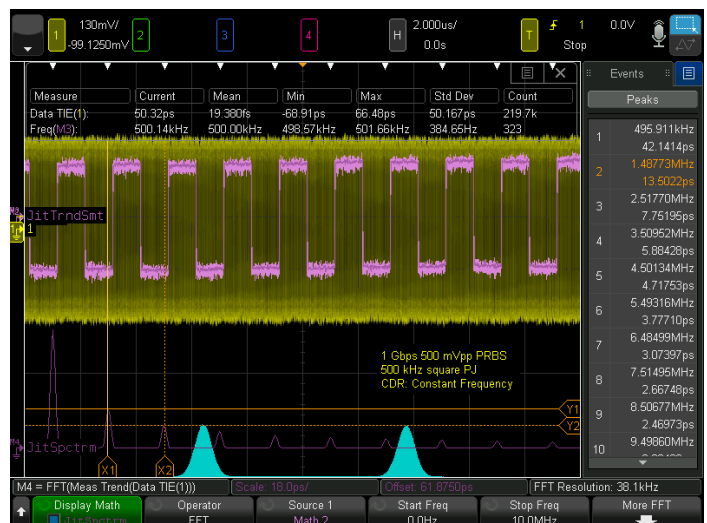 130mV/
1
-99.1250mV
2
3
4
H
2.000us/
0.0s
T
1
0.0V
Stop
Events
Peaks
Measure Current Mean Min Max Std Dev Count
Data TIE(1): 50.32ps 19.380fs -68.91ps 66.48ps 50.167ps 219.7k
Freq(M3): 500.14kHz 500.00kHz 498.57kHz 501.66kHz 384.65Hz 323
1 495.911kHz
42.1414ps
2 1.48773MHz
13.5022ps
3 2.51770MHz
7.75195ps
4 3.50952MHz
5.88428ps
5 4.50134MHz
4.71753ps
6 5.49316MHz
3.77710ps
7 6.48499MHz
3.07397ps
8 7.51495MHz
2.66748ps
9 8.50677MHz
2.46973ps
10 9.49860MHz
M3
JitTrndSmt
1
1 Gbps 500 mVpp PRBS
500 kHz square PJ
CDR: Constant Frequency
Y1
Y2
M4
JitSpctrm
X1
X2
M4 = FFT(Meas Trend(Data TIE(1))) Scale: 18.0ps/ Offset: 61.8750ps FFT Resolution: 38.1kHz
Display Math Operator Source 1 Start Freq Stop Freq More FFT
JitSpctrm FFT Math 2 0.0Hz 10.0MHz